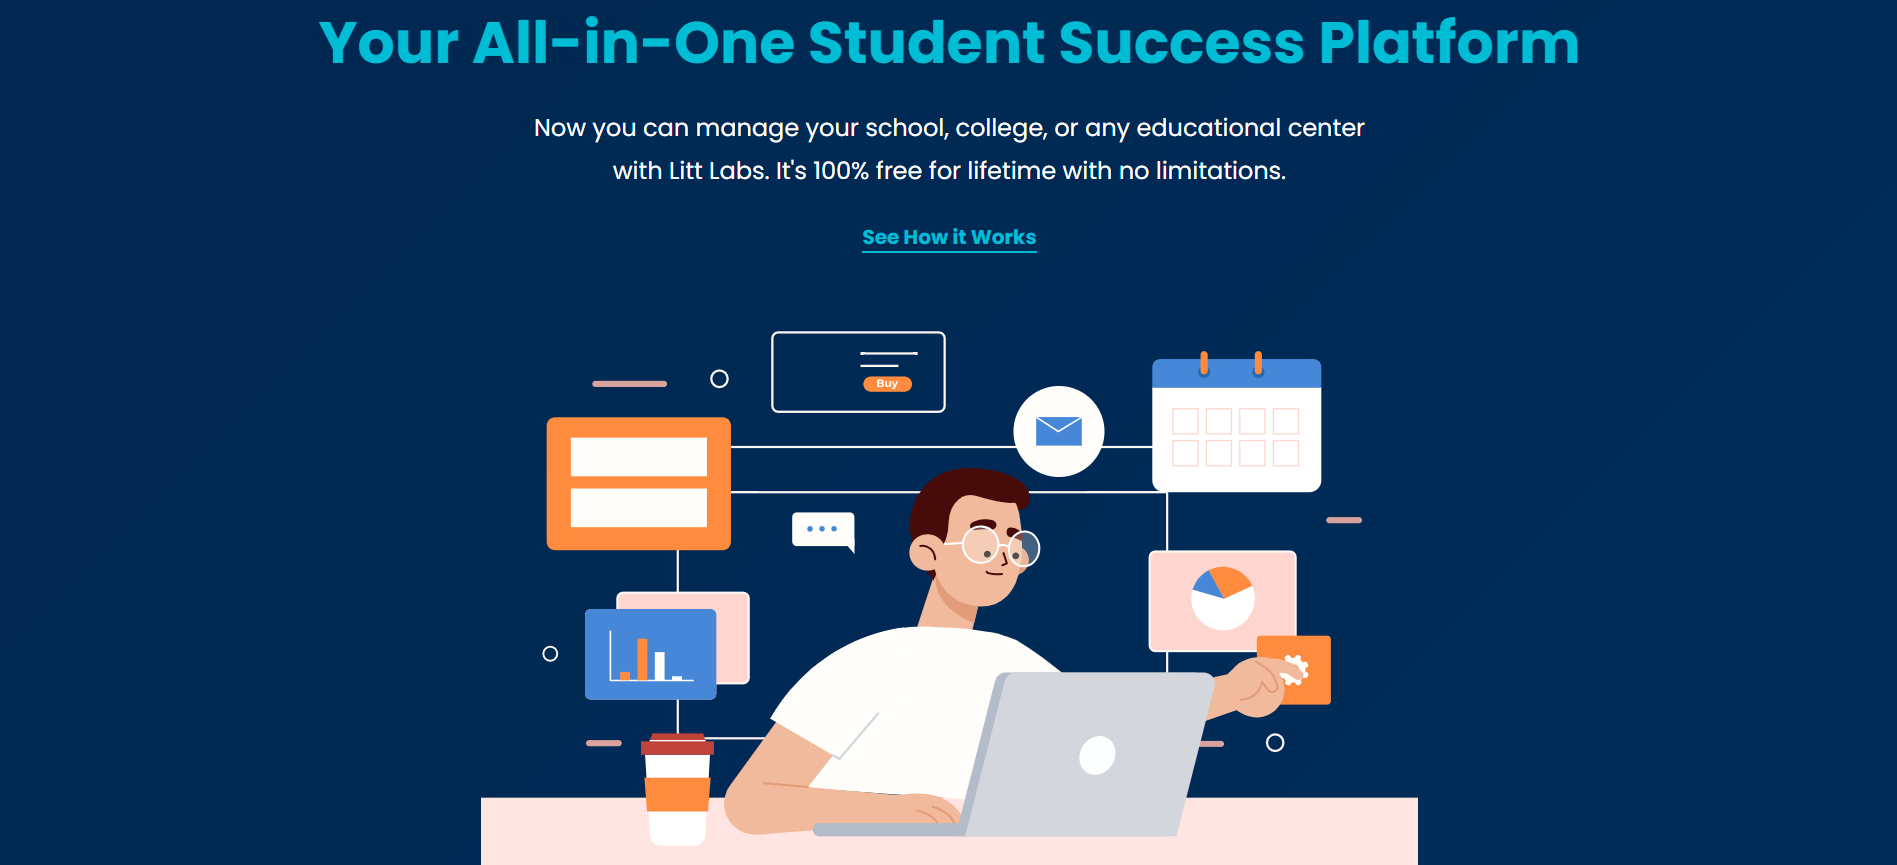 Your All-in-One Student Success Platform
Now you can manage your school, college, or any educational center
with Litt Labs. It's 100% free for lifetime with no limitations.
See How it Works
Buy